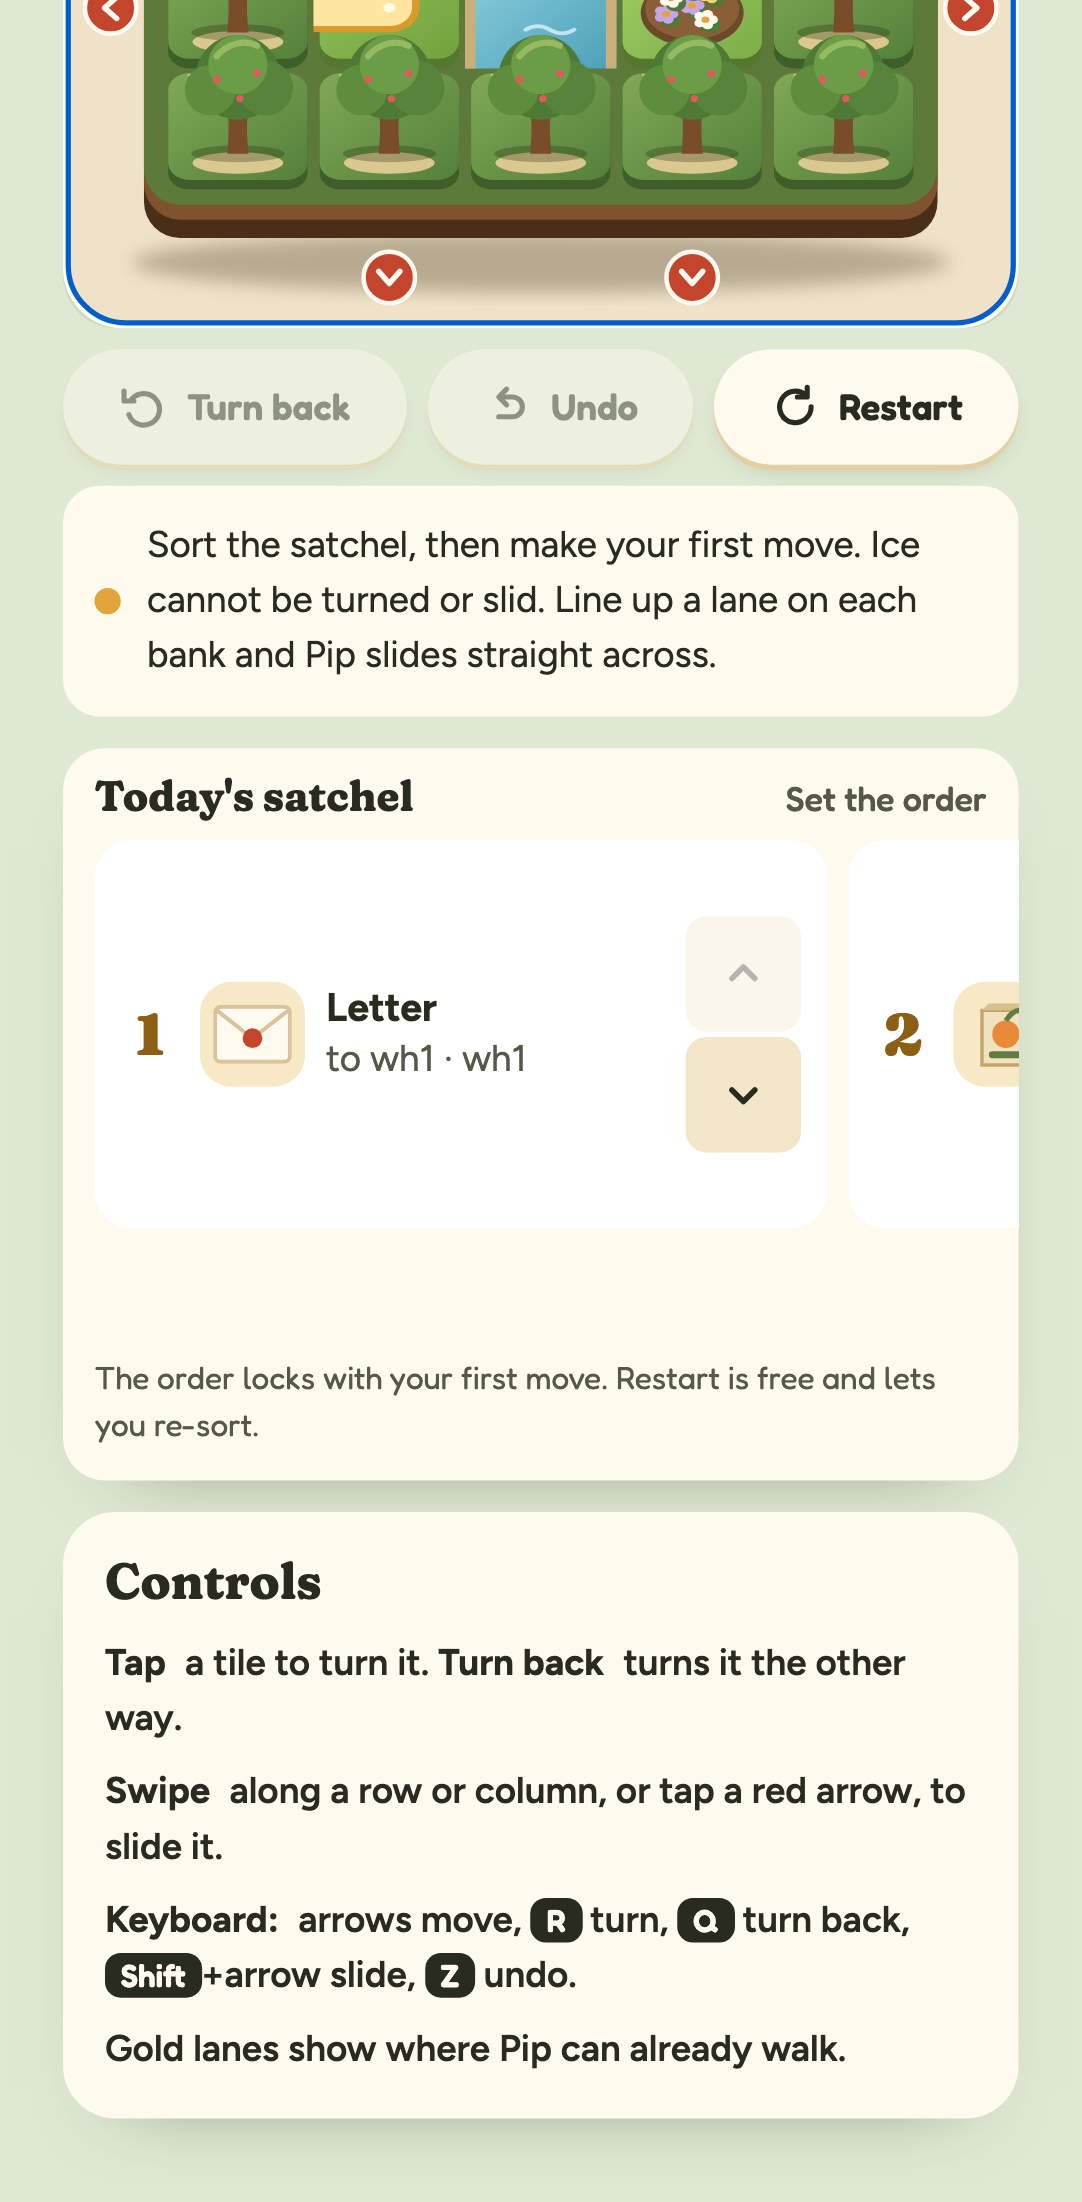 Turn back
Undo
Restart
Sort the satchel, then make your first move. Ice
cannot be turned or slid. Line up a lane on each
bank and Pip slides straight across.
Today's satchel
Set the order
1
Letter
to wh1 · wh1
2
The order locks with your first move. Restart is free and lets
you re-sort.
Controls
Tap a tile to turn it. Turn back turns it the other
way.
Swipe along a row or column, or tap a red arrow, to
slide it.
Keyboard: arrows move, R turn, Q turn back,
Shift+arrow slide, Z undo.
Gold lanes show where Pip can already walk.